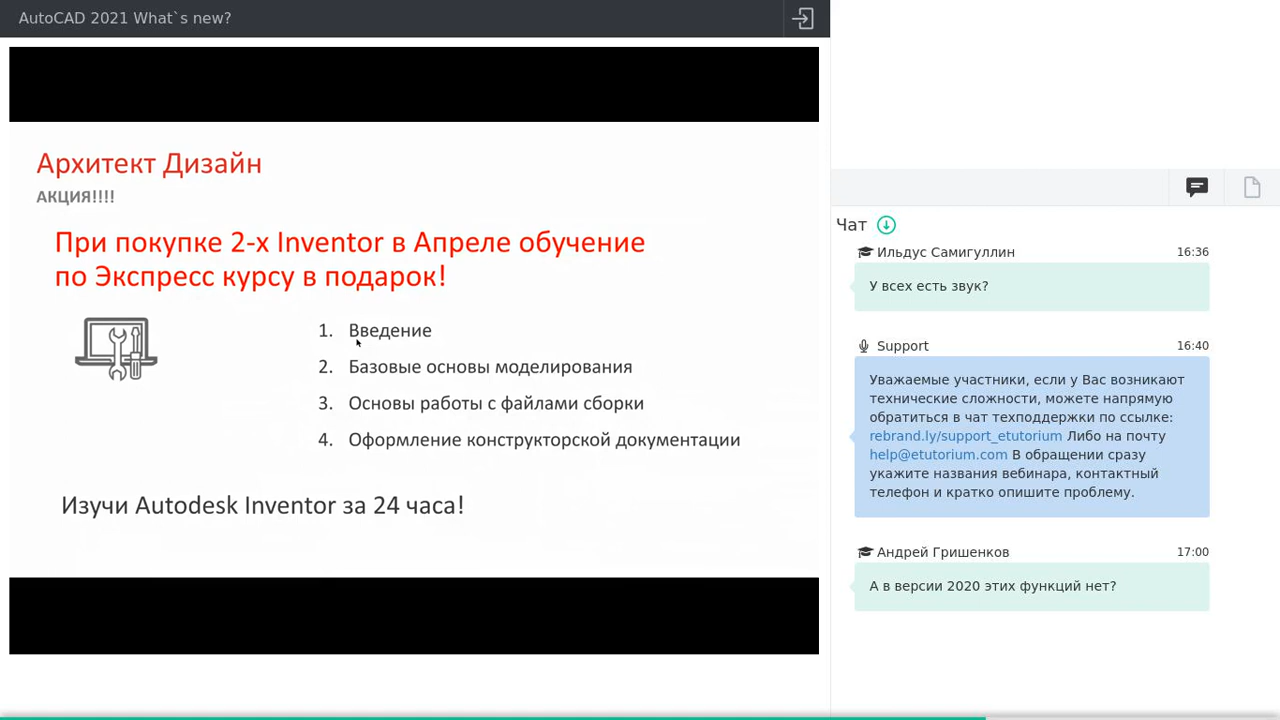 AutoCAD 2021 What`s new?
Архитект Дизайн
АКЦИЯ!!!!
При покупке 2-х Inventor в Апреле обучение
по Экспресс курсу в подарок!
1. Введение
2. Базовые основы моделирования
3. Основы работы с файлами сборки
4. Оформление конструкторской документации
Изучи Autodesk Inventor за 24 часа!
Чат
Ильдус Самигуллин 16:36
У всех есть звук?
Support 16:40
Уважаемые участники, если у Вас возникают
технические сложности, можете напрямую
обратиться в чат техподдержки по ссылке:
rebrand.ly/support_etutorium Либо на почту
help@etutorium.com В обращении сразу
укажите названия вебинара, контактный
телефон и кратко опишите проблему.
Андрей Гришенков 17:00
А в версии 2020 этих функций нет?